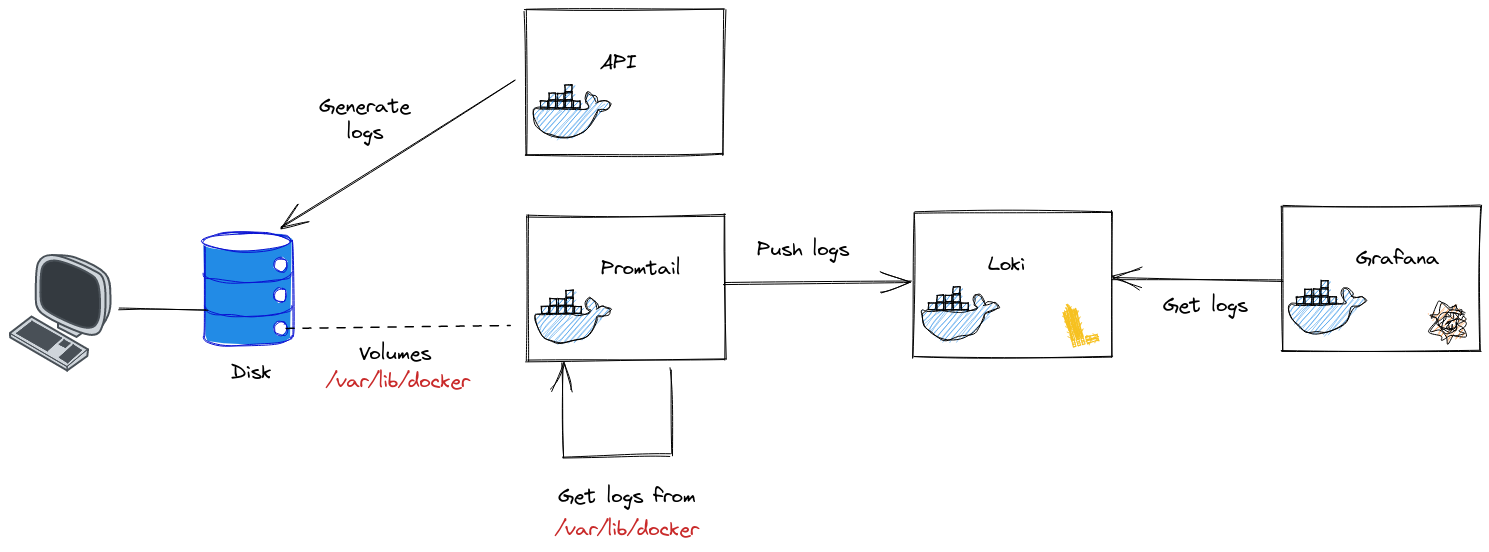 API
Generate
logs
Promtail
Push logs
Loki
Grafana
Get logs
Disk
Volumes
/var/lib/docker
Get logs from
/var/lib/docker